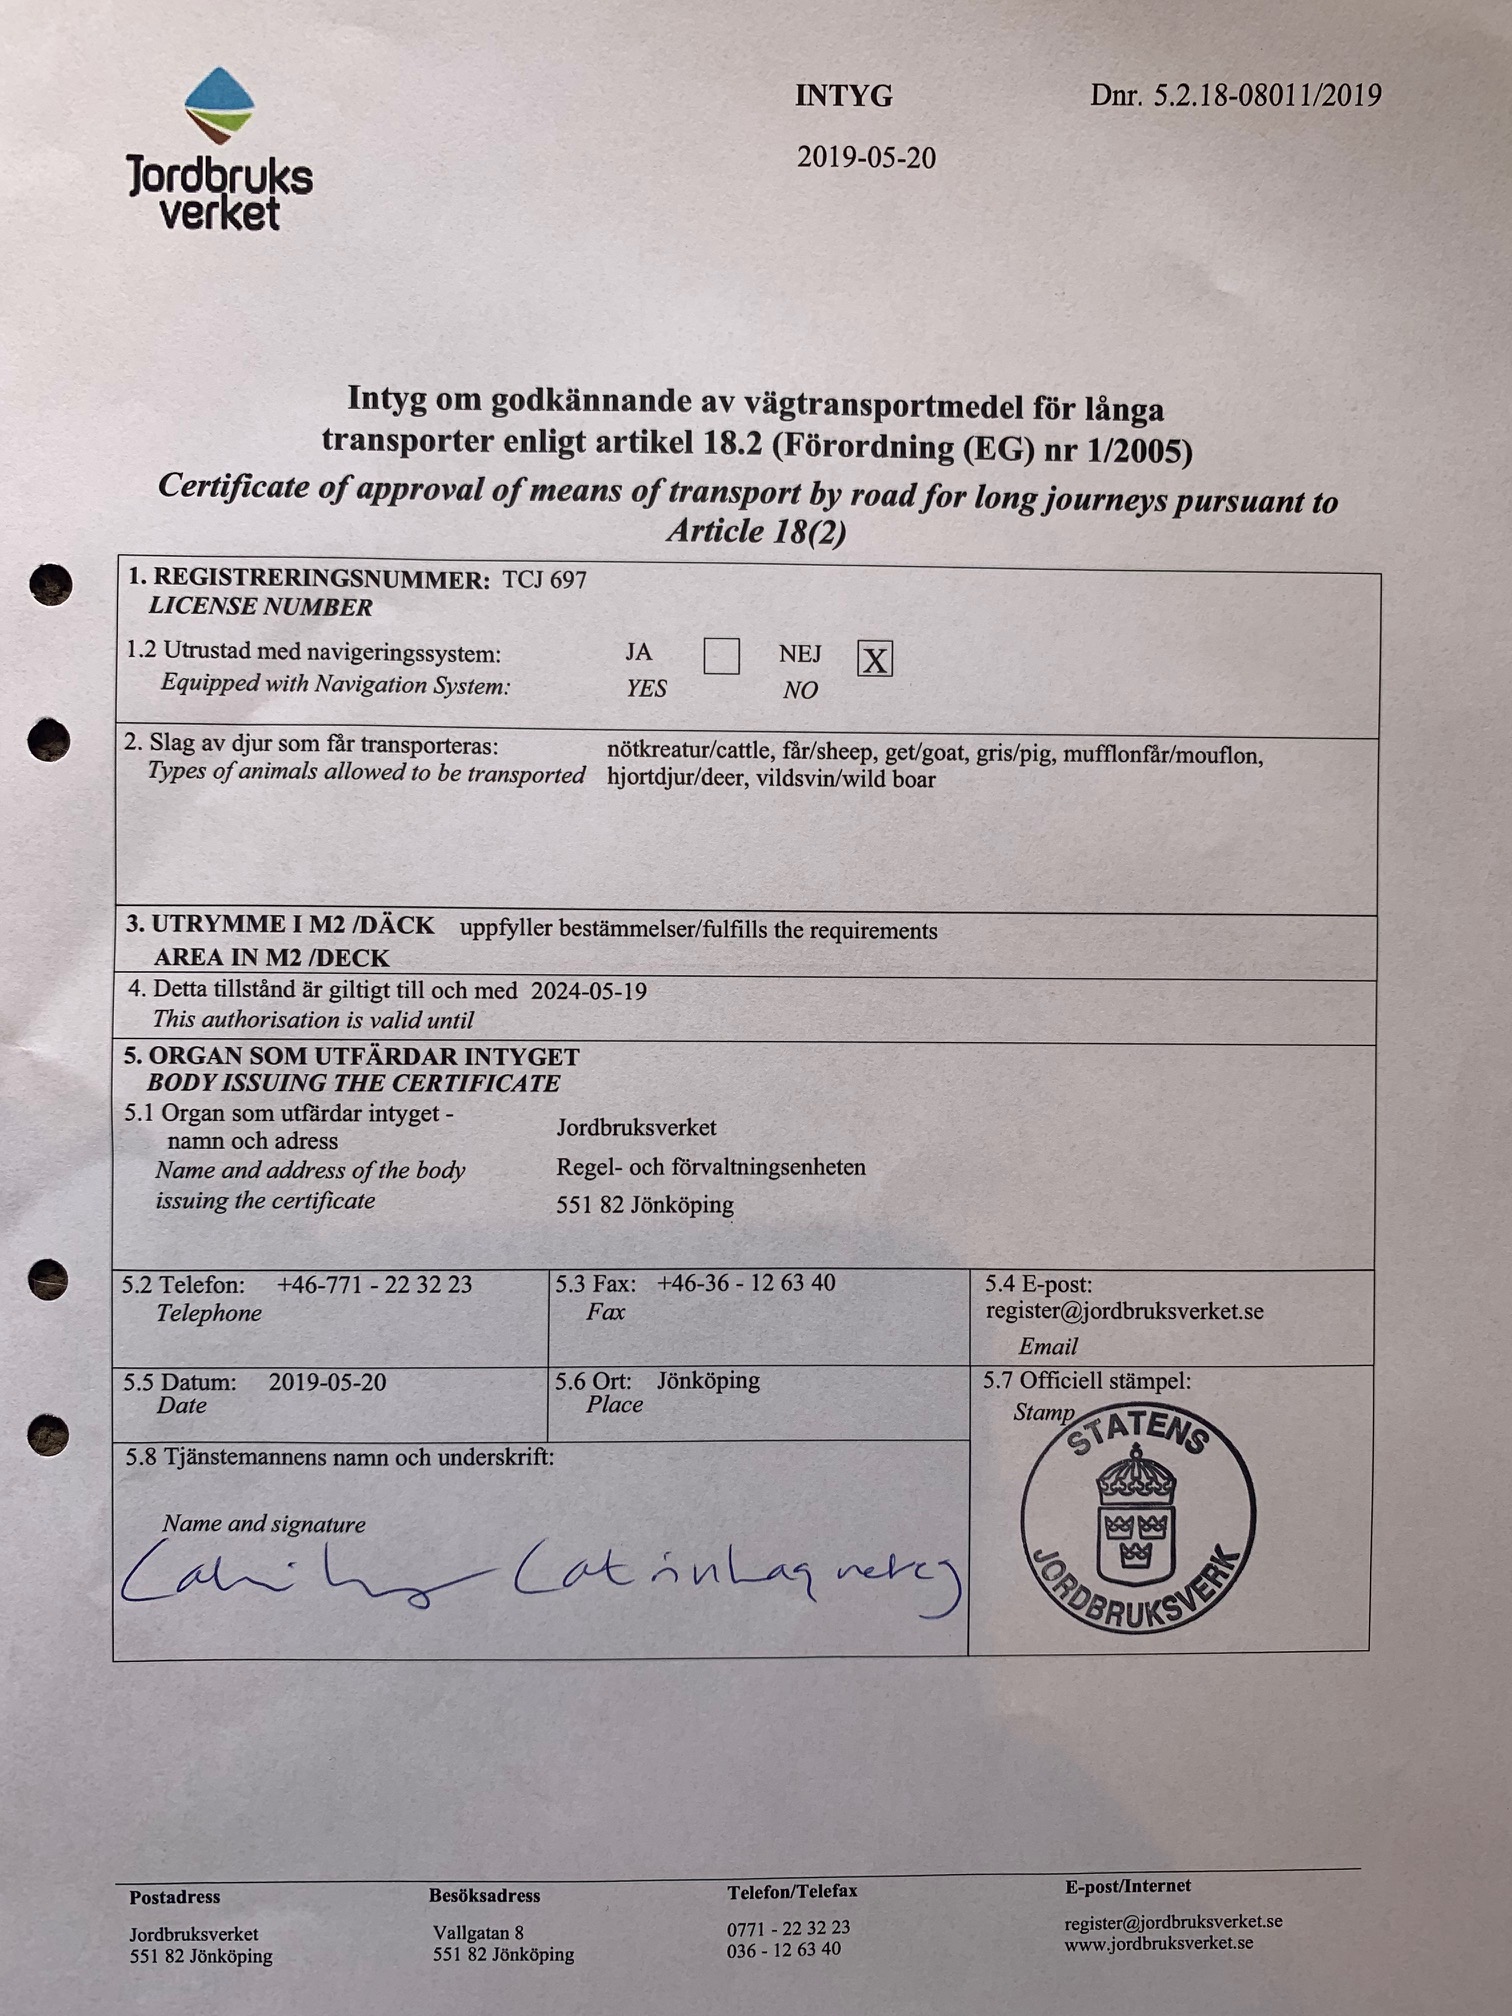 Jordbruks
verket
INTYG
Dnr. 5.2.18-08011/2019
2019-05-20
Intyg om godkännande av vägtransportmedel för långa
transporter enligt artikel 18.2 (Förordning (EG) nr 1/2005)
Certificate of approval of means of transport by road for long journeys pursuant to
Article 18(2)
1. REGISTRERINGSNUMMER: TCJ 697
LICENSE NUMBER
1.2 Utrustad med navigeringssystem: JA NEJ X
Equipped with Navigation System: YES NO
2. Slag av djur som får transporteras: nötkreatur/cattle, får/sheep, get/goat, gris/pig, mufflonfår/mouflon,
Types of animals allowed to be transported hjortdjur/deer, vildsvin/wild boar
3. UTRYMME I M2 /DÄCK uppfyller bestämmelser/fulfills the requirements
AREA IN M2 /DECK
4. Detta tillstånd är giltigt till och med 2024-05-19
This authorisation is valid until
5. ORGAN SOM UTFÄRDAR INTYGET
BODY ISSUING THE CERTIFICATE
5.1 Organ som utfärdar intyget -
namn och adress
Name and address of the body
issuing the certificate
Jordbruksverket
Regel- och förvaltningsenheten
551 82 Jönköping
5.2 Telefon: +46-771 - 22 32 23
Telephone
5.3 Fax: +46-36 - 12 63 40
Fax
5.4 E-post:
register@jordbruksverket.se
Email
5.5 Datum: 2019-05-20
Date
5.6 Ort: Jönköping
Place
5.7 Officiell stämpel:
Stamp
STATENS
JORDBRUKSVERK
5.8 Tjänstemannens namn och underskrift:
Name and signature
Postadress
Jordbruksverket
551 82 Jönköping
Besöksadress
Vallgatan 8
551 82 Jönköping
Telefon/Telefax
0771 - 22 32 23
036 - 12 63 40
E-post/Internet
register@jordbruksverket.se
www.jordbruksverket.se